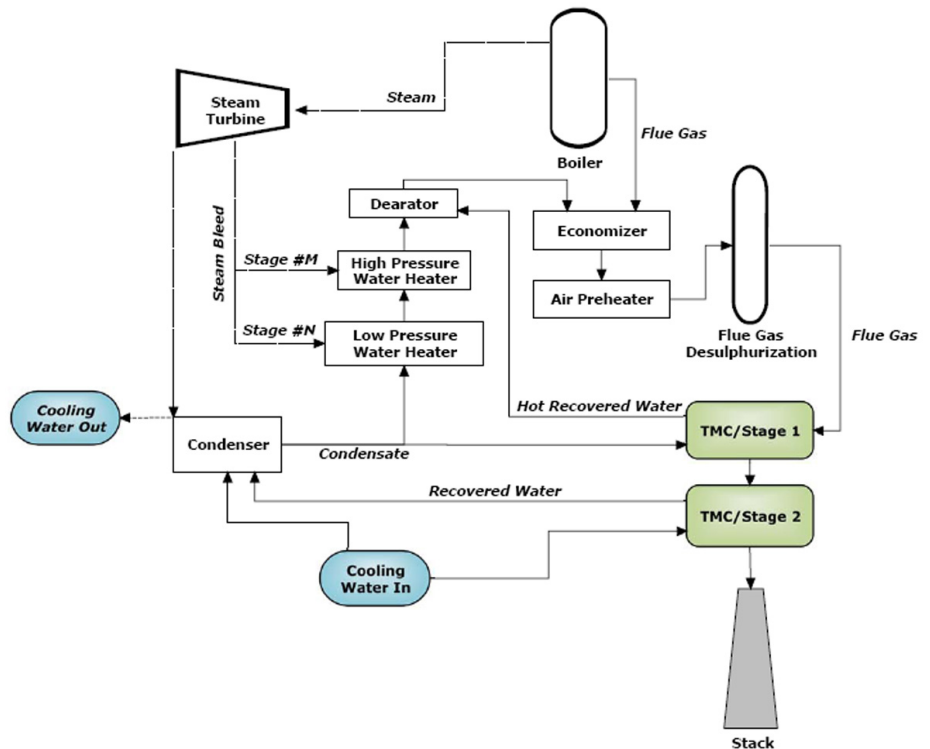 Steam
Turbine
Steam
Boiler
Flue Gas
Dearator
Economizer
Steam Bleed
Stage #M
High Pressure
Water Heater
Air Preheater
Stage #N
Low Pressure
Water Heater
Flue Gas
Desulphurization
Flue Gas
Cooling
Water Out
Condenser
Condensate
Hot Recovered Water
TMC/Stage 1
Recovered Water
TMC/Stage 2
Cooling
Water In
Stack